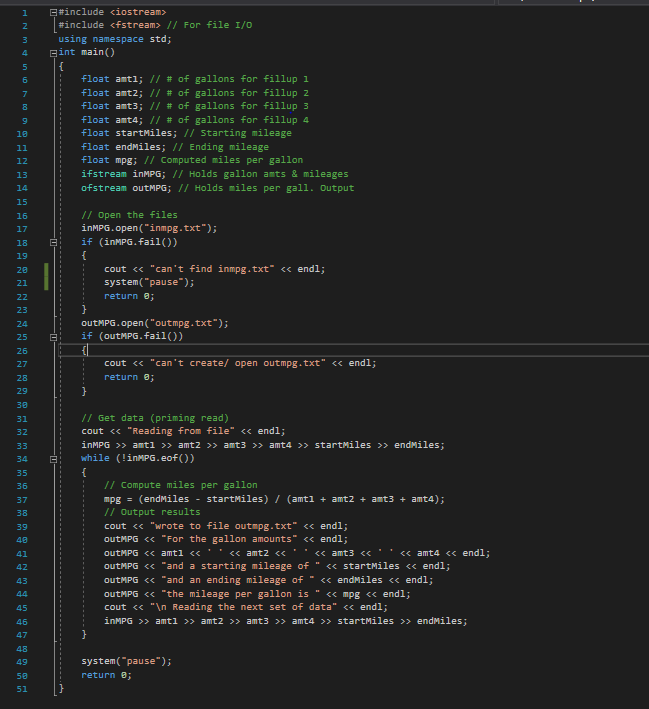 1 #include <iostream>
2 #include <fstream> // For file I/O
3 using namespace std;
4 int main()
5 {
6 float amt1; // # of gallons for fillup 1
7 float amt2; // # of gallons for fillup 2
8 float amt3; // # of gallons for fillup 3
9 float amt4; // # of gallons for fillup 4
10 float startMiles; // Starting mileage
11 float endMiles; // Ending mileage
12 float mpg; // Computed miles per gallon
13 ifstream inMPG; // Holds gallon amts & mileages
14 ofstream outMPG; // Holds miles per gall. Output
15
16 // Open the files
17 inMPG.open("inmpg.txt");
18 if (inMPG.fail())
19 {
20 cout << "can't find inmpg.txt" << endl;
21 system("pause");
22 return 0;
23 }
24 outMPG.open("outmpg.txt");
25 if (outMPG.fail())
26 {
27 cout << "can't create/ open outmpg.txt" << endl;
28 return 0;
29 }
30
31 // Get data (priming read)
32 cout << "Reading from file" << endl;
33 inMPG >> amt1 >> amt2 >> amt3 >> amt4 >> startMiles >> endMiles;
34 while (!inMPG.eof())
35 {
36 // Compute miles per gallon
37 mpg = (endMiles - startMiles) / (amt1 + amt2 + amt3 + amt4);
38 // Output results
39 cout << "wrote to file outmpg.txt" << endl;
40 outMPG << "For the gallon amounts" << endl;
41 outMPG << amt1 << ' ' << amt2 << ' ' << amt3 << ' ' << amt4 << endl;
42 outMPG << "and a starting mileage of " << startMiles << endl;
43 outMPG << "and an ending mileage of " << endMiles << endl;
44 outMPG << "the mileage per gallon is " << mpg << endl;
45 cout << "\n Reading the next set of data" << endl;
46 inMPG >> amt1 >> amt2 >> amt3 >> amt4 >> startMiles >> endMiles;
47 }
48
49 system("pause");
50 return 0;
51 }